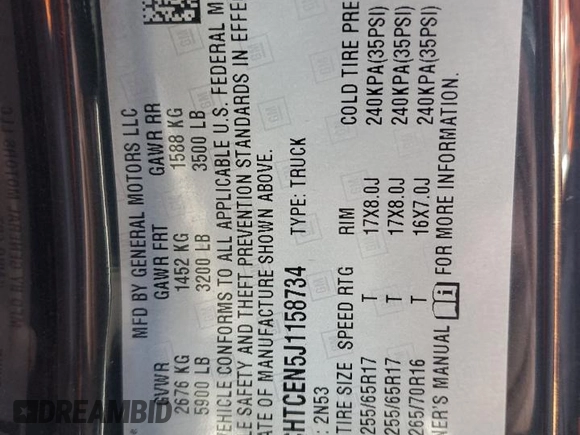 MFD BY GENERAL MOTORS LLC
GVWR GAWR FRT GAWR RR
2676 KG 1452 KG 1588 KG
5900 LB 3200 LB 3500 LB
VEHICLE CONFORMS TO ALL APPLICABLE U.S. FEDERAL M
LE SAFETY AND THEFT PREVENTION STANDARDS IN EFFE
ATE OF MANUFACTURE SHOWN ABOVE.
HTCEN5J1158734 TYPE: TRUCK
: 2N53
TIRE SIZE SPEED RTG RIM COLD TIRE PRE
255/65R17 T 17X8.0J 240KPA(35PSI)
255/65R17 T 17X8.0J 240KPA(35PSI)
265/70R16 T 16X7.0J 240KPA(35PSI)
NER'S MANUAL i FOR MORE INFORMATION.
GM
DREAMBID